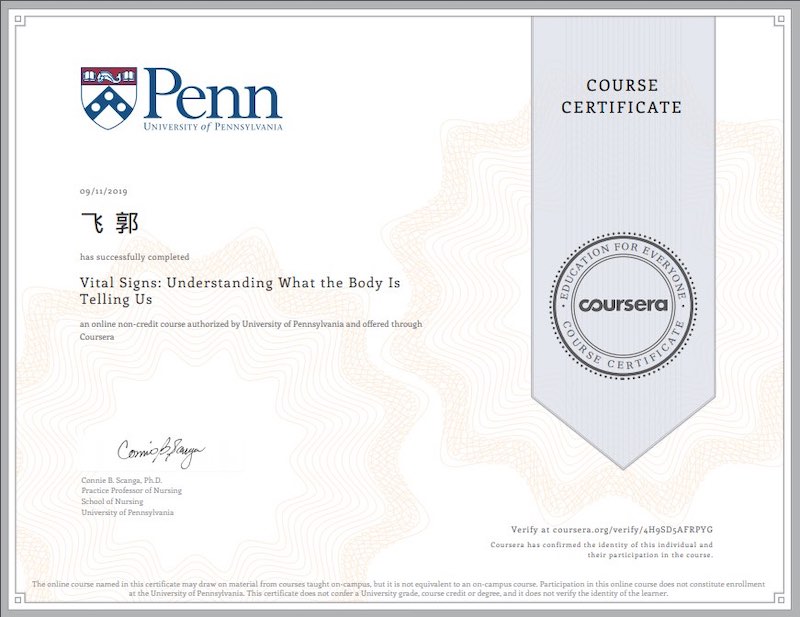 Penn
UNIVERSITY of PENNSYLVANIA
COURSE
CERTIFICATE
EDUCATION FOR EVERYONE
coursera
COURSE CERTIFICATE
09/11/2019
飞 郭
has successfully completed
Vital Signs: Understanding What the Body Is
Telling Us
an online non-credit course authorized by University of Pennsylvania and offered through
Coursera
Connie B. Scanga
Connie B. Scanga, Ph.D.
Practice Professor of Nursing
School of Nursing
University of Pennsylvania
Verify at coursera.org/verify/4H9SD5AFRPYG
Coursera has confirmed the identity of this individual and
their participation in the course.
The online course named in this certificate may draw on material from courses taught on-campus, but it is not equivalent to an on-campus course. Participation in this online course does not constitute enrollment
at the University of Pennsylvania. This certificate does not confer a University grade, course credit or degree, and it does not verify the identity of the learner.